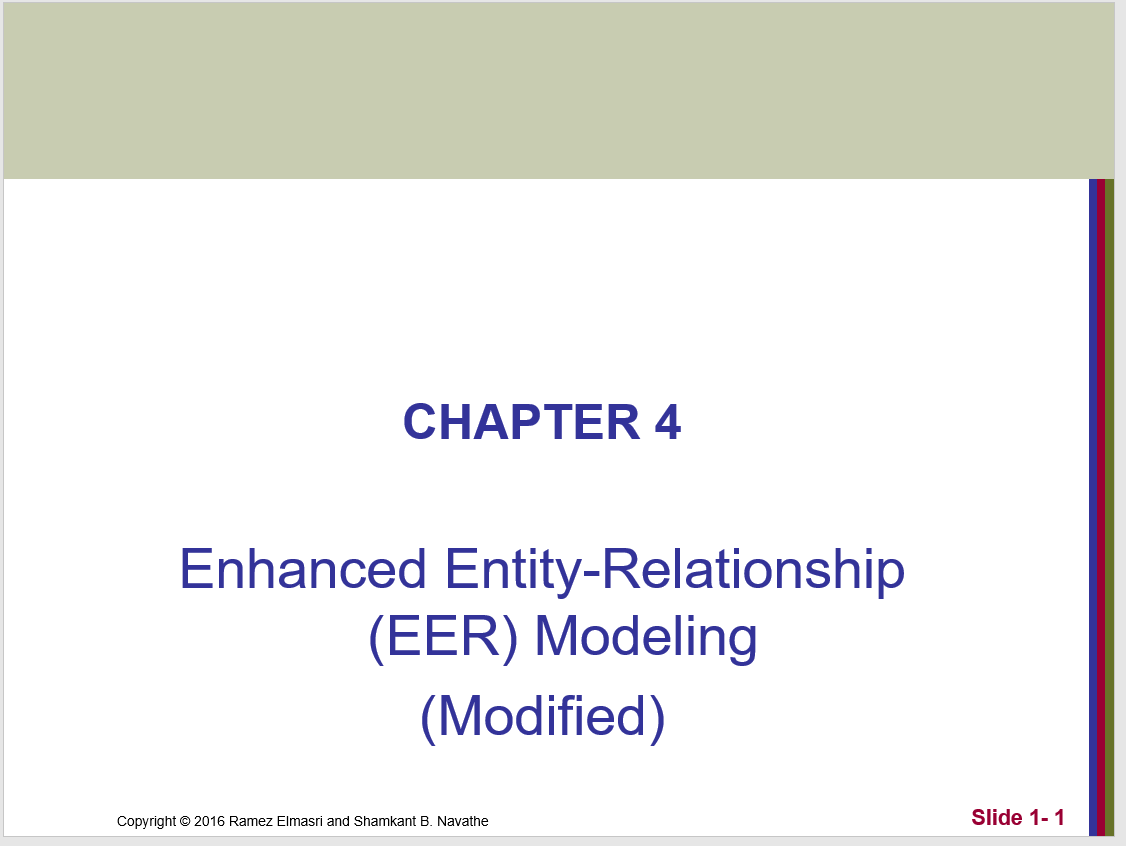 CHAPTER 4
Enhanced Entity-Relationship
(EER) Modeling
(Modified)
Copyright © 2016 Ramez Elmasri and Shamkant B. Navathe
Slide 1- 1